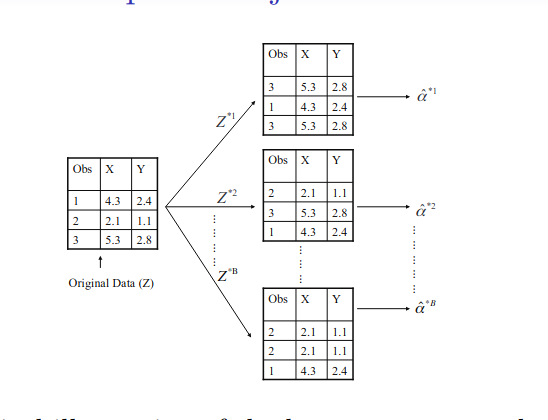 Obs X Y
3 5.3 2.8
1 4.3 2.4
3 5.3 2.8
α̂*1
Z*1
Obs X Y
1 4.3 2.4
2 2.1 1.1
3 5.3 2.8
Original Data (Z)
Z*2
Obs X Y
2 2.1 1.1
3 5.3 2.8
1 4.3 2.4
α̂*2
Z*B
Obs X Y
2 2.1 1.1
2 2.1 1.1
1 4.3 2.4
α̂*B